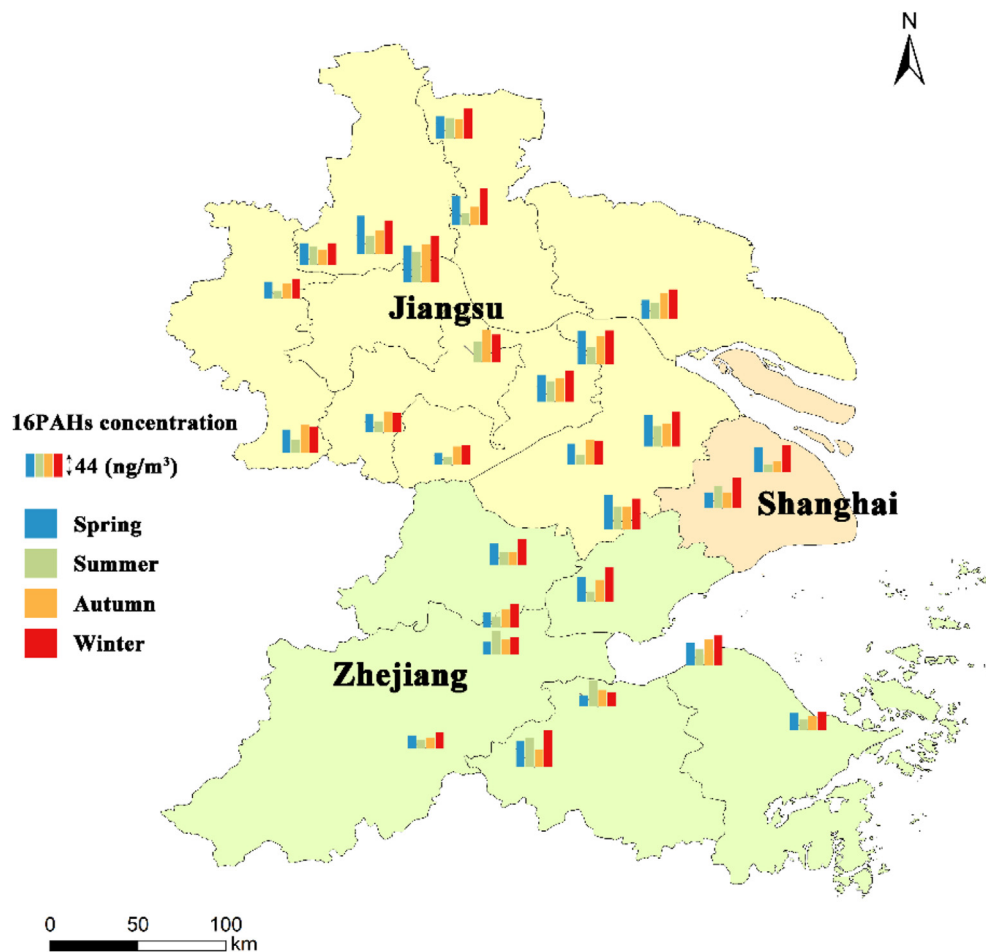 N
Jiangsu
16PAHs concentration
44 (ng/m³)
Shanghai
Spring
Summer
Autumn
Winter
Zhejiang
0 50 100
km